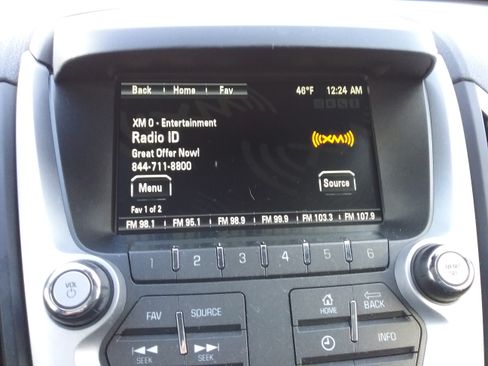 Back Home Fav 46°F 12:24 AM
XM 0 - Entertainment
Radio ID
Great Offer Now!
844-711-8800
XM
Menu
Source
Fav 1 of 2
FM 98.1 FM 95.1 FM 98.9 FM 99.9 FM 103.3 FM 107.9
1 2 3 4 5 6
VOL
FAV SOURCE
HOME BACK
SEEK SEEK
INFO